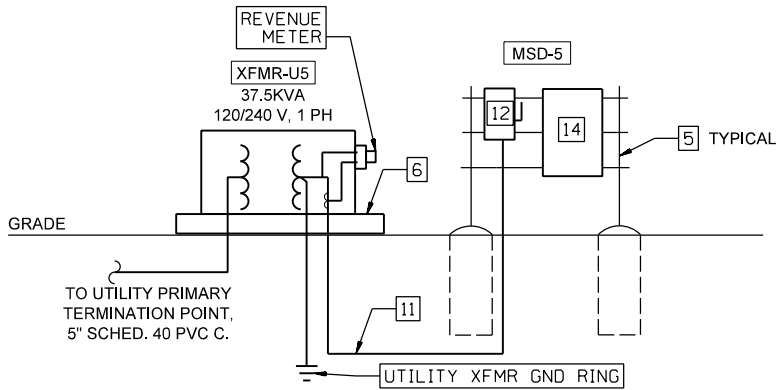 REVENUE
METER
XFMR-U5
37.5KVA
120/240 V, 1 PH
MSD-5
12
14
5 TYPICAL
6
GRADE
TO UTILITY PRIMARY
TERMINATION POINT,
5" SCHED. 40 PVC C.
11
UTILITY XFMR GND RING